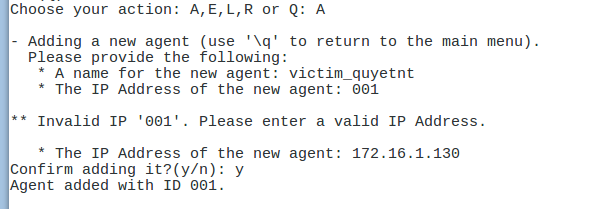 Choose your action: A,E,L,R or Q: A
- Adding a new agent (use '\q' to return to the main menu).
Please provide the following:
* A name for the new agent: victim_quyetnt
* The IP Address of the new agent: 001
** Invalid IP '001'. Please enter a valid IP Address.
* The IP Address of the new agent: 172.16.1.130
Confirm adding it?(y/n): y
Agent added with ID 001.